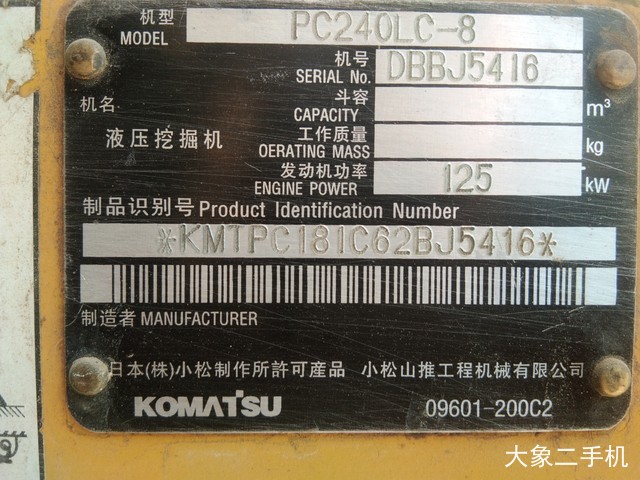 机型 PC240LC-8
MODEL
机号 DBBJ5416
SERIAL No.
机名
斗容 m³
CAPACITY
液压挖掘机
工作质量 kg
OERATING MASS
发动机功率 125 kW
ENGINE POWER
制品识别号 Product Identification Number
*KMTPC181C62BJ5416*
制造者 MANUFACTURER
日本(株)小松制作所許可産品 小松山推工程机械有限公司
KOMATSU 09601-200C2
大象二手机